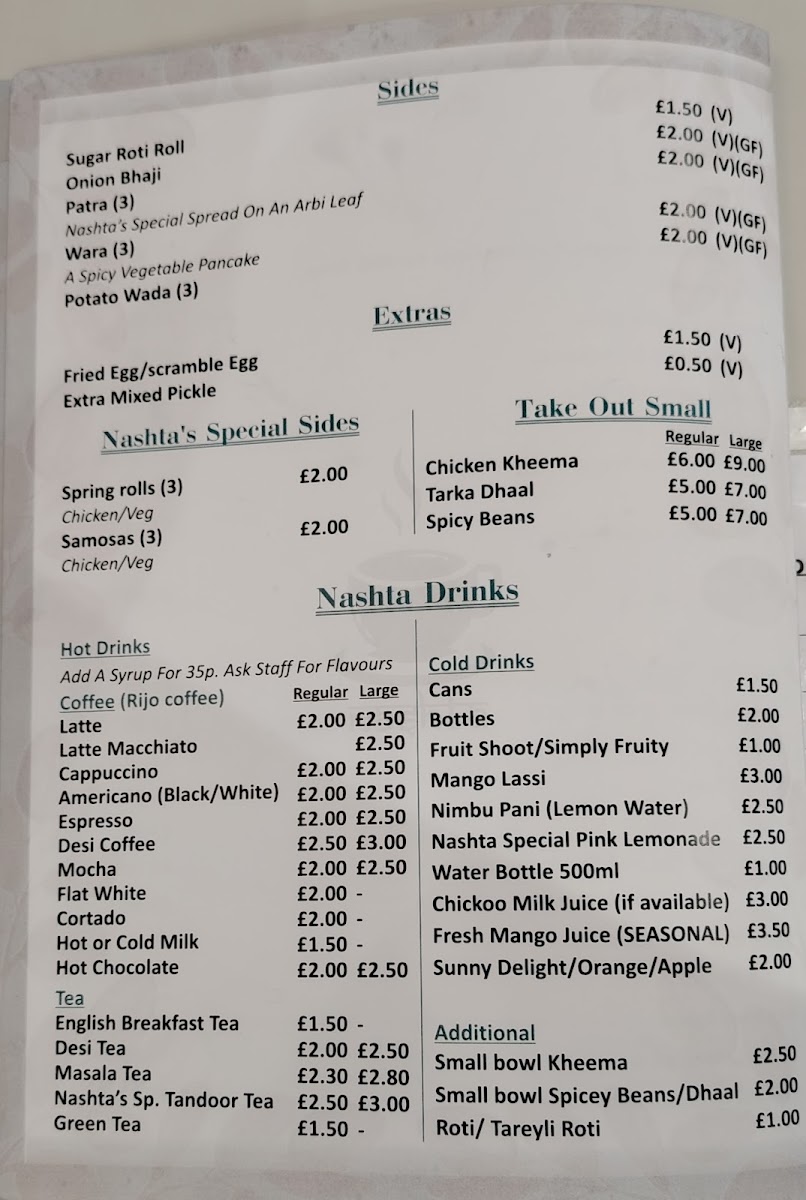 Sides
Sugar Roti Roll £1.50 (V)
Onion Bhaji £2.00 (V)(GF)
Patra (3) £2.00 (V)(GF)
Nashta's Special Spread On An Arbi Leaf
Wara (3) £2.00 (V)(GF)
A Spicy Vegetable Pancake
Potato Wada (3) £2.00 (V)(GF)
Extras
Fried Egg/scramble Egg £1.50 (V)
Extra Mixed Pickle £0.50 (V)
Nashta's Special Sides
Spring rolls (3) £2.00
Chicken/Veg
Samosas (3) £2.00
Chicken/Veg
Take Out Small
Regular Large
Chicken Kheema £6.00 £9.00
Tarka Dhaal £5.00 £7.00
Spicy Beans £5.00 £7.00
Nashta Drinks
Hot Drinks
Add A Syrup For 35p. Ask Staff For Flavours
Coffee (Rijo coffee) Regular Large
Latte £2.00 £2.50
Latte Macchiato £2.50
Cappuccino £2.00 £2.50
Americano (Black/White) £2.00 £2.50
Espresso £2.00 £2.50
Desi Coffee £2.50 £3.00
Mocha £2.00 £2.50
Flat White £2.00 -
Cortado £2.00 -
Hot or Cold Milk £1.50 -
Hot Chocolate £2.00 £2.50
Tea
English Breakfast Tea £1.50 -
Desi Tea £2.00 £2.50
Masala Tea £2.30 £2.80
Nashta's Sp. Tandoor Tea £2.50 £3.00
Green Tea £1.50 -
Cold Drinks
Cans £1.50
Bottles £2.00
Fruit Shoot/Simply Fruity £1.00
Mango Lassi £3.00
Nimbu Pani (Lemon Water) £2.50
Nashta Special Pink Lemonade £2.50
Water Bottle 500ml £1.00
Chickoo Milk Juice (if available) £3.00
Fresh Mango Juice (SEASONAL) £3.50
Sunny Delight/Orange/Apple £2.00
Additional
Small bowl Kheema £2.50
Small bowl Spicey Beans/Dhaal £2.00
Roti/ Tareyli Roti £1.00